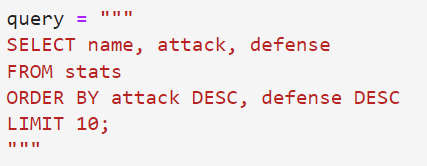 query = """
SELECT name, attack, defense
FROM stats
ORDER BY attack DESC, defense DESC
LIMIT 10;
"""